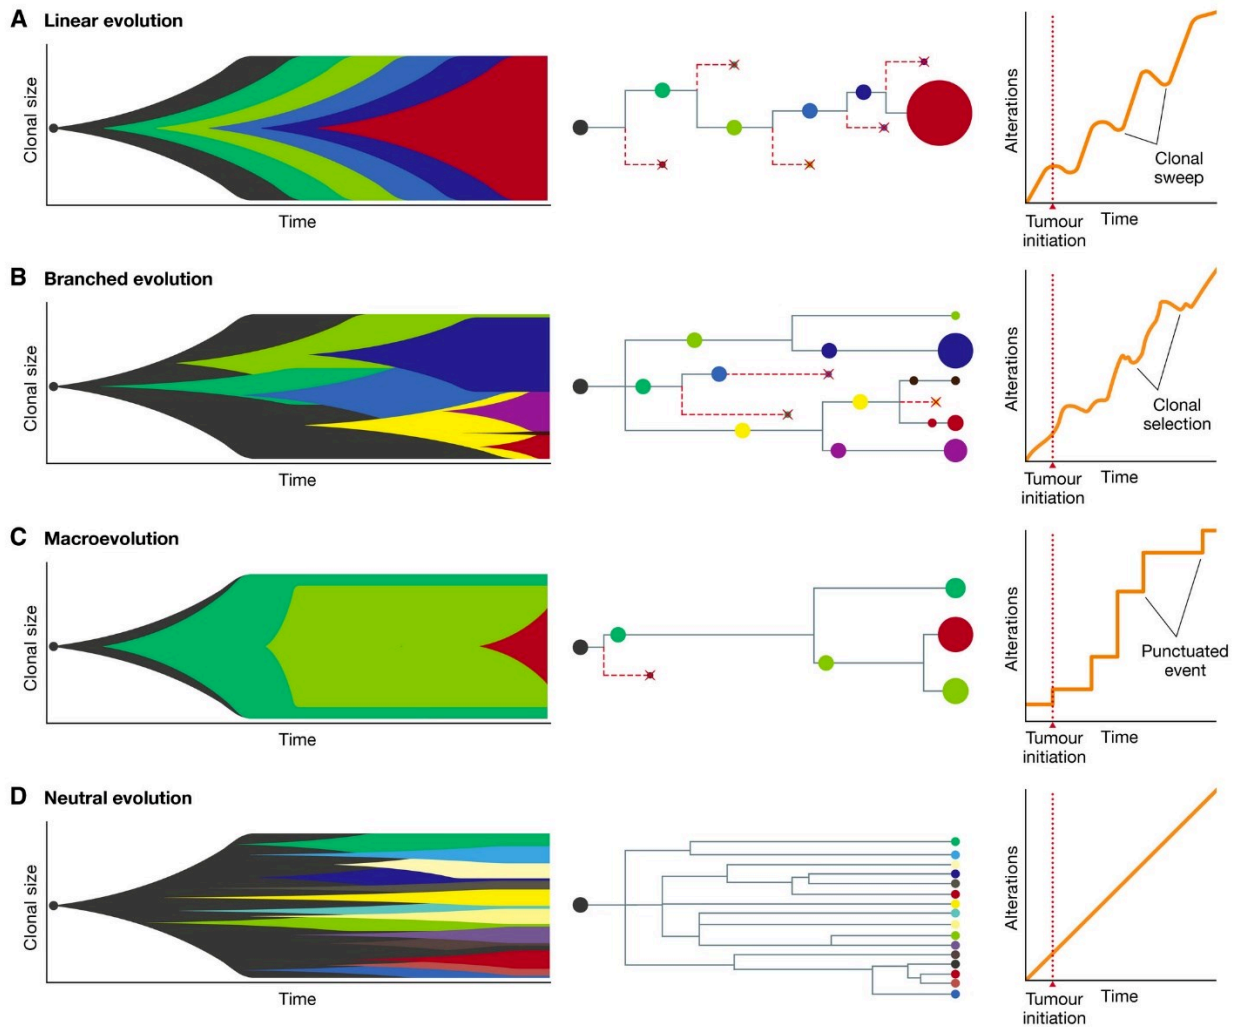 A Linear evolution
Clonal size
Time
Alterations
Clonal
sweep
Tumour
initiation
Time
B Branched evolution
Clonal size
Time
Alterations
Clonal
selection
Tumour
initiation
Time
C Macroevolution
Clonal size
Time
Alterations
Punctuated
event
Tumour
initiation
Time
D Neutral evolution
Clonal size
Time
Alterations
Tumour
initiation
Time